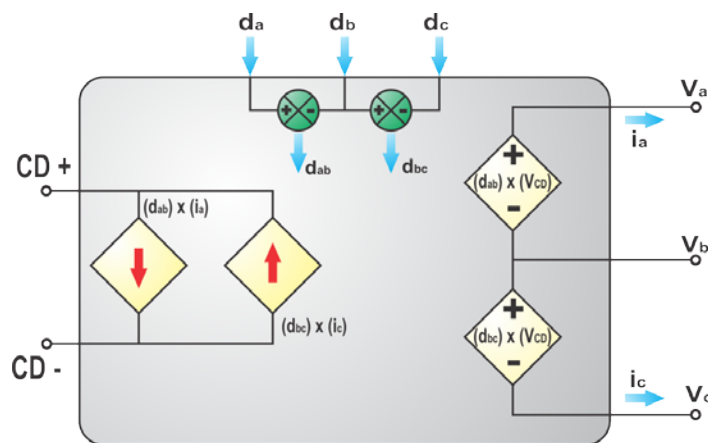 da db dc
+ - + -
dab dbc
CD +
(dab) x (ia)
(dbc) x (ic)
CD -
Va
ia
+
(dab) x (VCD)
-
Vb
+
(dbc) x (VCD)
-
ic
Vc